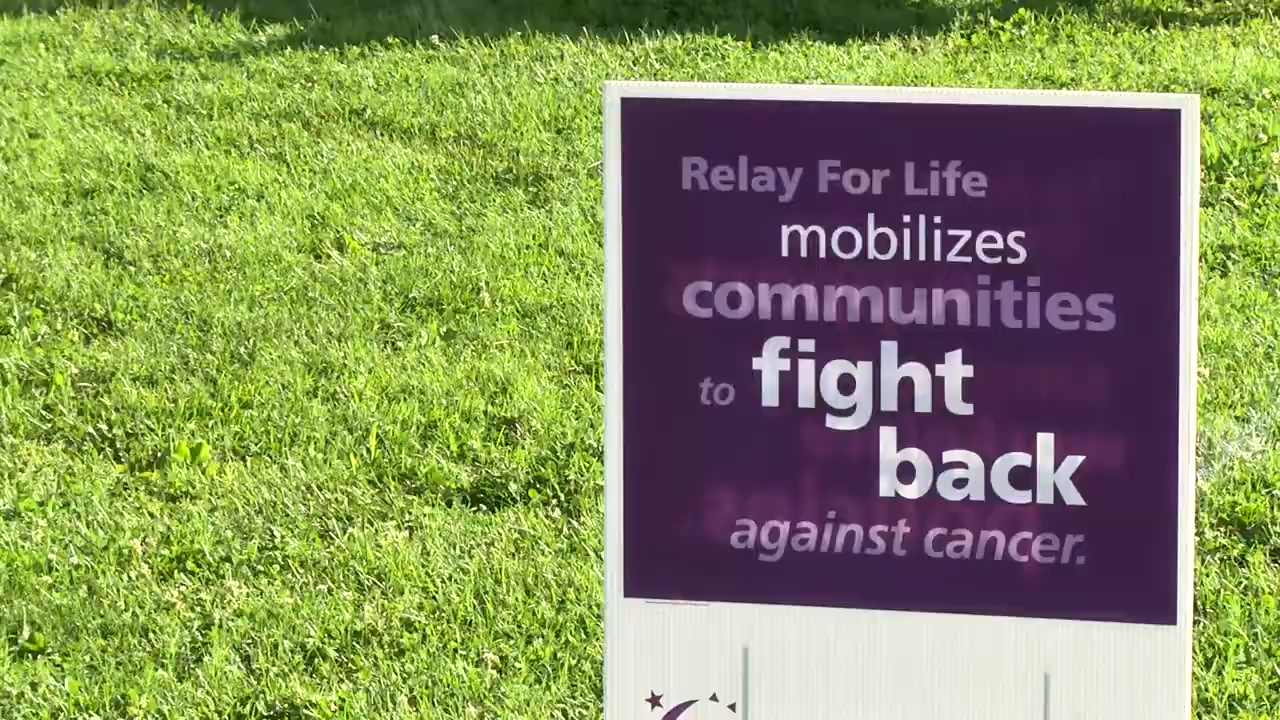 Relay For Life
mobilizes
communities
to fight
back
against cancer.